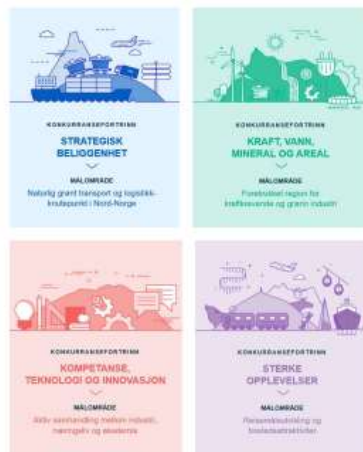 KONKURRANSEFORTRINN
STRATEGISK
BELIGGENHET
MÅLOMRÅDE
Naturlig grønt transport og logistikk-
knutepunkt i Nord-Norge
KONKURRANSEFORTRINN
KRAFT, VANN,
MINERAL OG AREAL
MÅLOMRÅDE
Foretrukket region for
kraftkrevende og grønn industri
KONKURRANSEFORTRINN
KOMPETANSE,
TEKNOLOGI OG INNOVASJON
MÅLOMRÅDE
Aktiv samhandling mellom industri,
næringsliv og akademia
KONKURRANSEFORTRINN
STERKE
OPPLEVELSER
MÅLOMRÅDE
Reisemålsutvikling og
bostedsattraktivitet